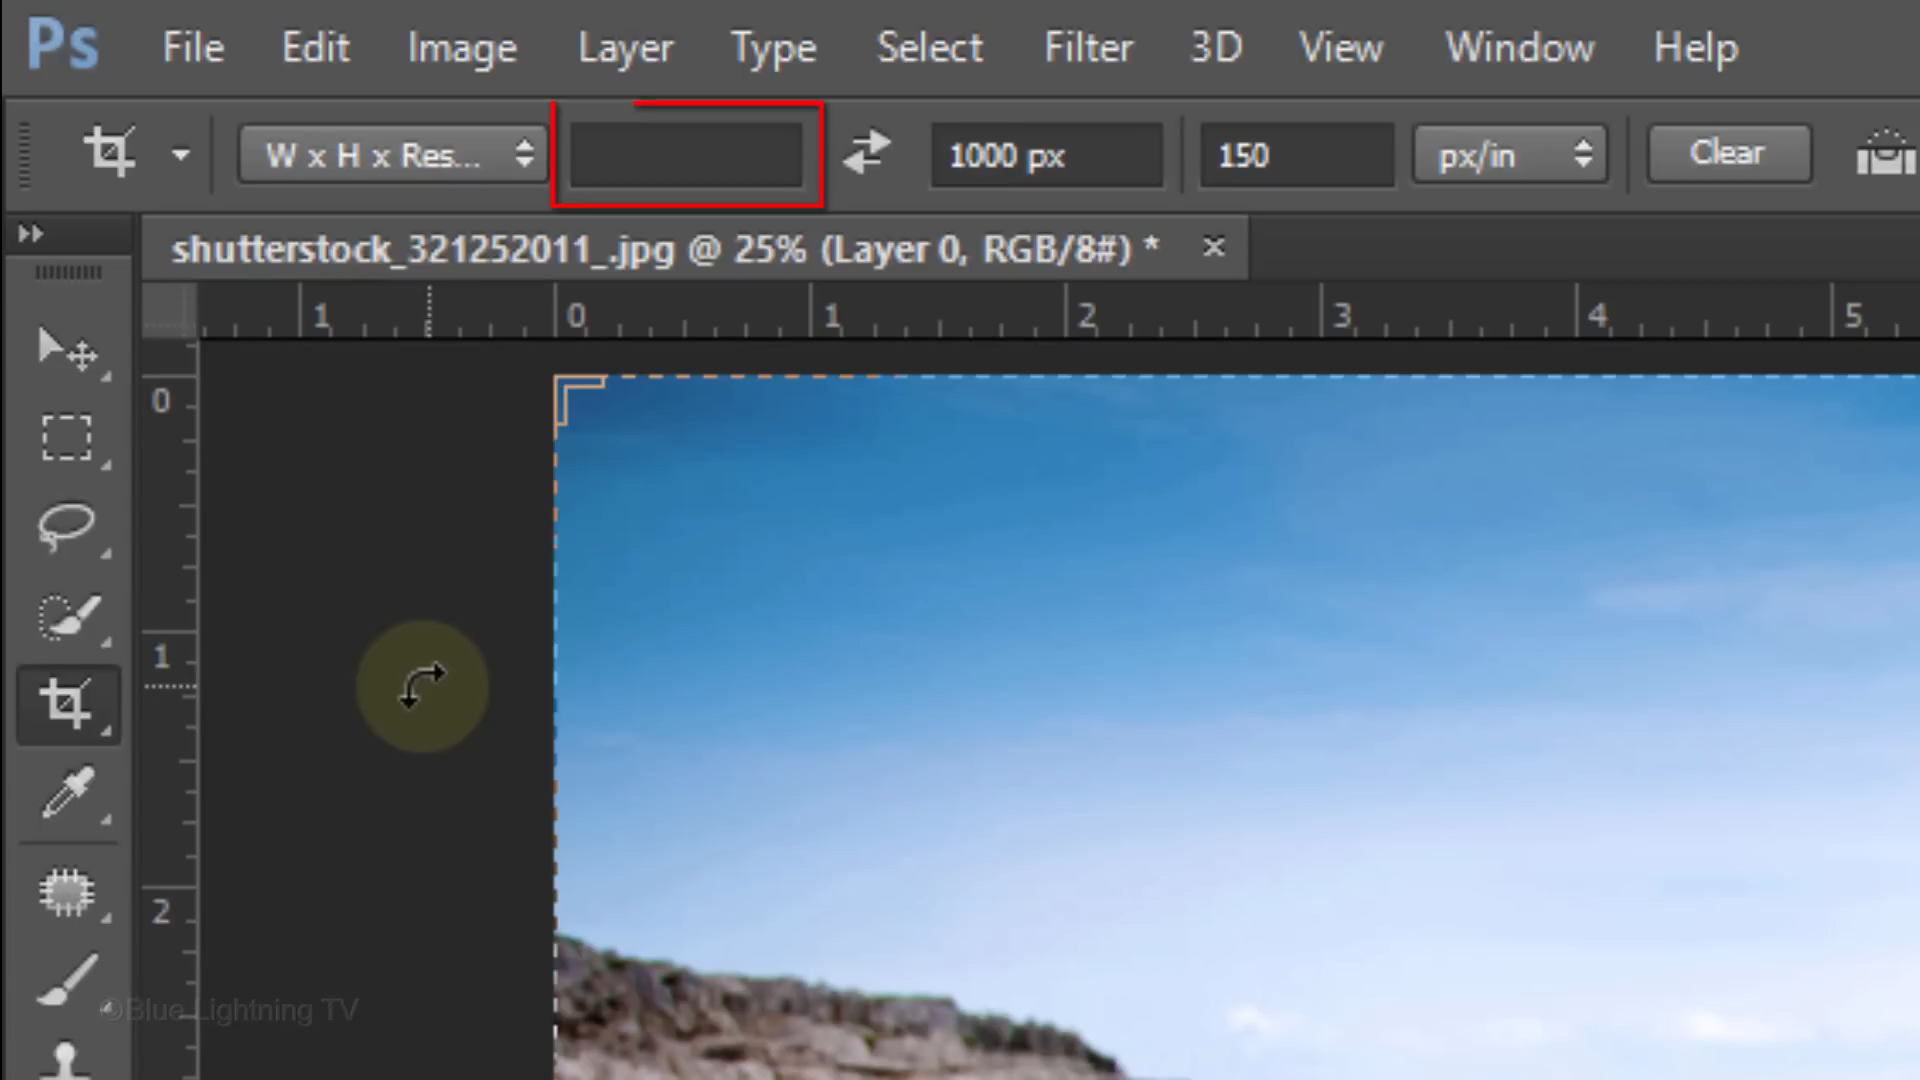 Ps File Edit Image Layer Type Select Filter 3D View Window Help
W x H x Res... 1000 px 150 px/in Clear
shutterstock_321252011_.jpg @ 25% (Layer 0, RGB/8#) * ×
1 0 1 2 3 4 5
0
1
2
©Blue Lightning TV